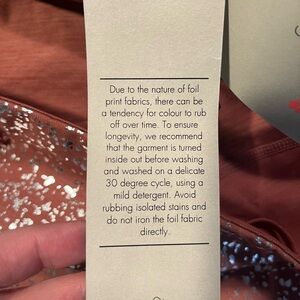 Due to the nature of foil
print fabrics, there can be
a tendency for colour to rub
off over time. To ensure
longevity, we recommend
that the garment is turned
inside out before washing
and washed on a delicate
30 degree cycle, using a
mild detergent. Avoid
rubbing isolated stains and
do not iron the foil fabric
directly.